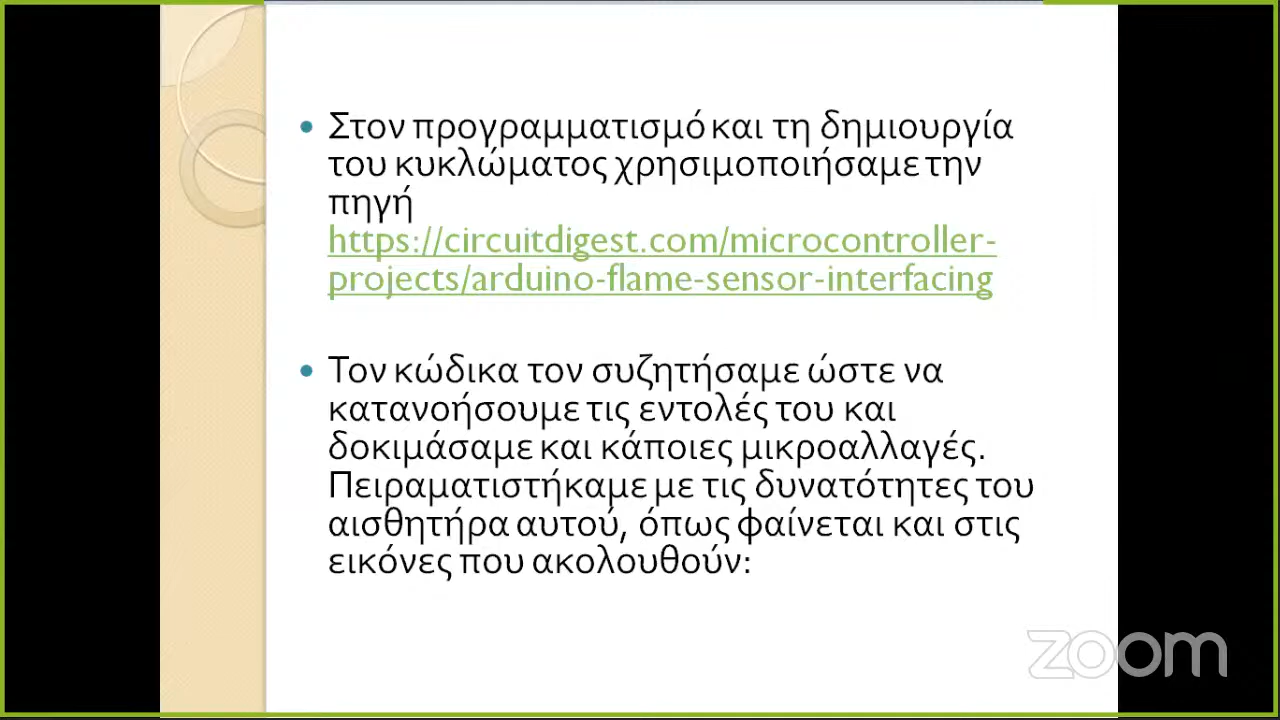 Στον προγραμματισμό και τη δημιουργία
του κυκλώματος χρησιμοποιήσαμε την
πηγή
https://circuitdigest.com/microcontroller-
projects/arduino-flame-sensor-interfacing
Τον κώδικα τον συζητήσαμε ώστε να
κατανοήσουμε τις εντολές του και
δοκιμάσαμε και κάποιες μικροαλλαγές.
Πειραματιστήκαμε με τις δυνατότητες του
αισθητήρα αυτού, όπως φαίνεται και στις
εικόνες που ακολουθούν:
zoom